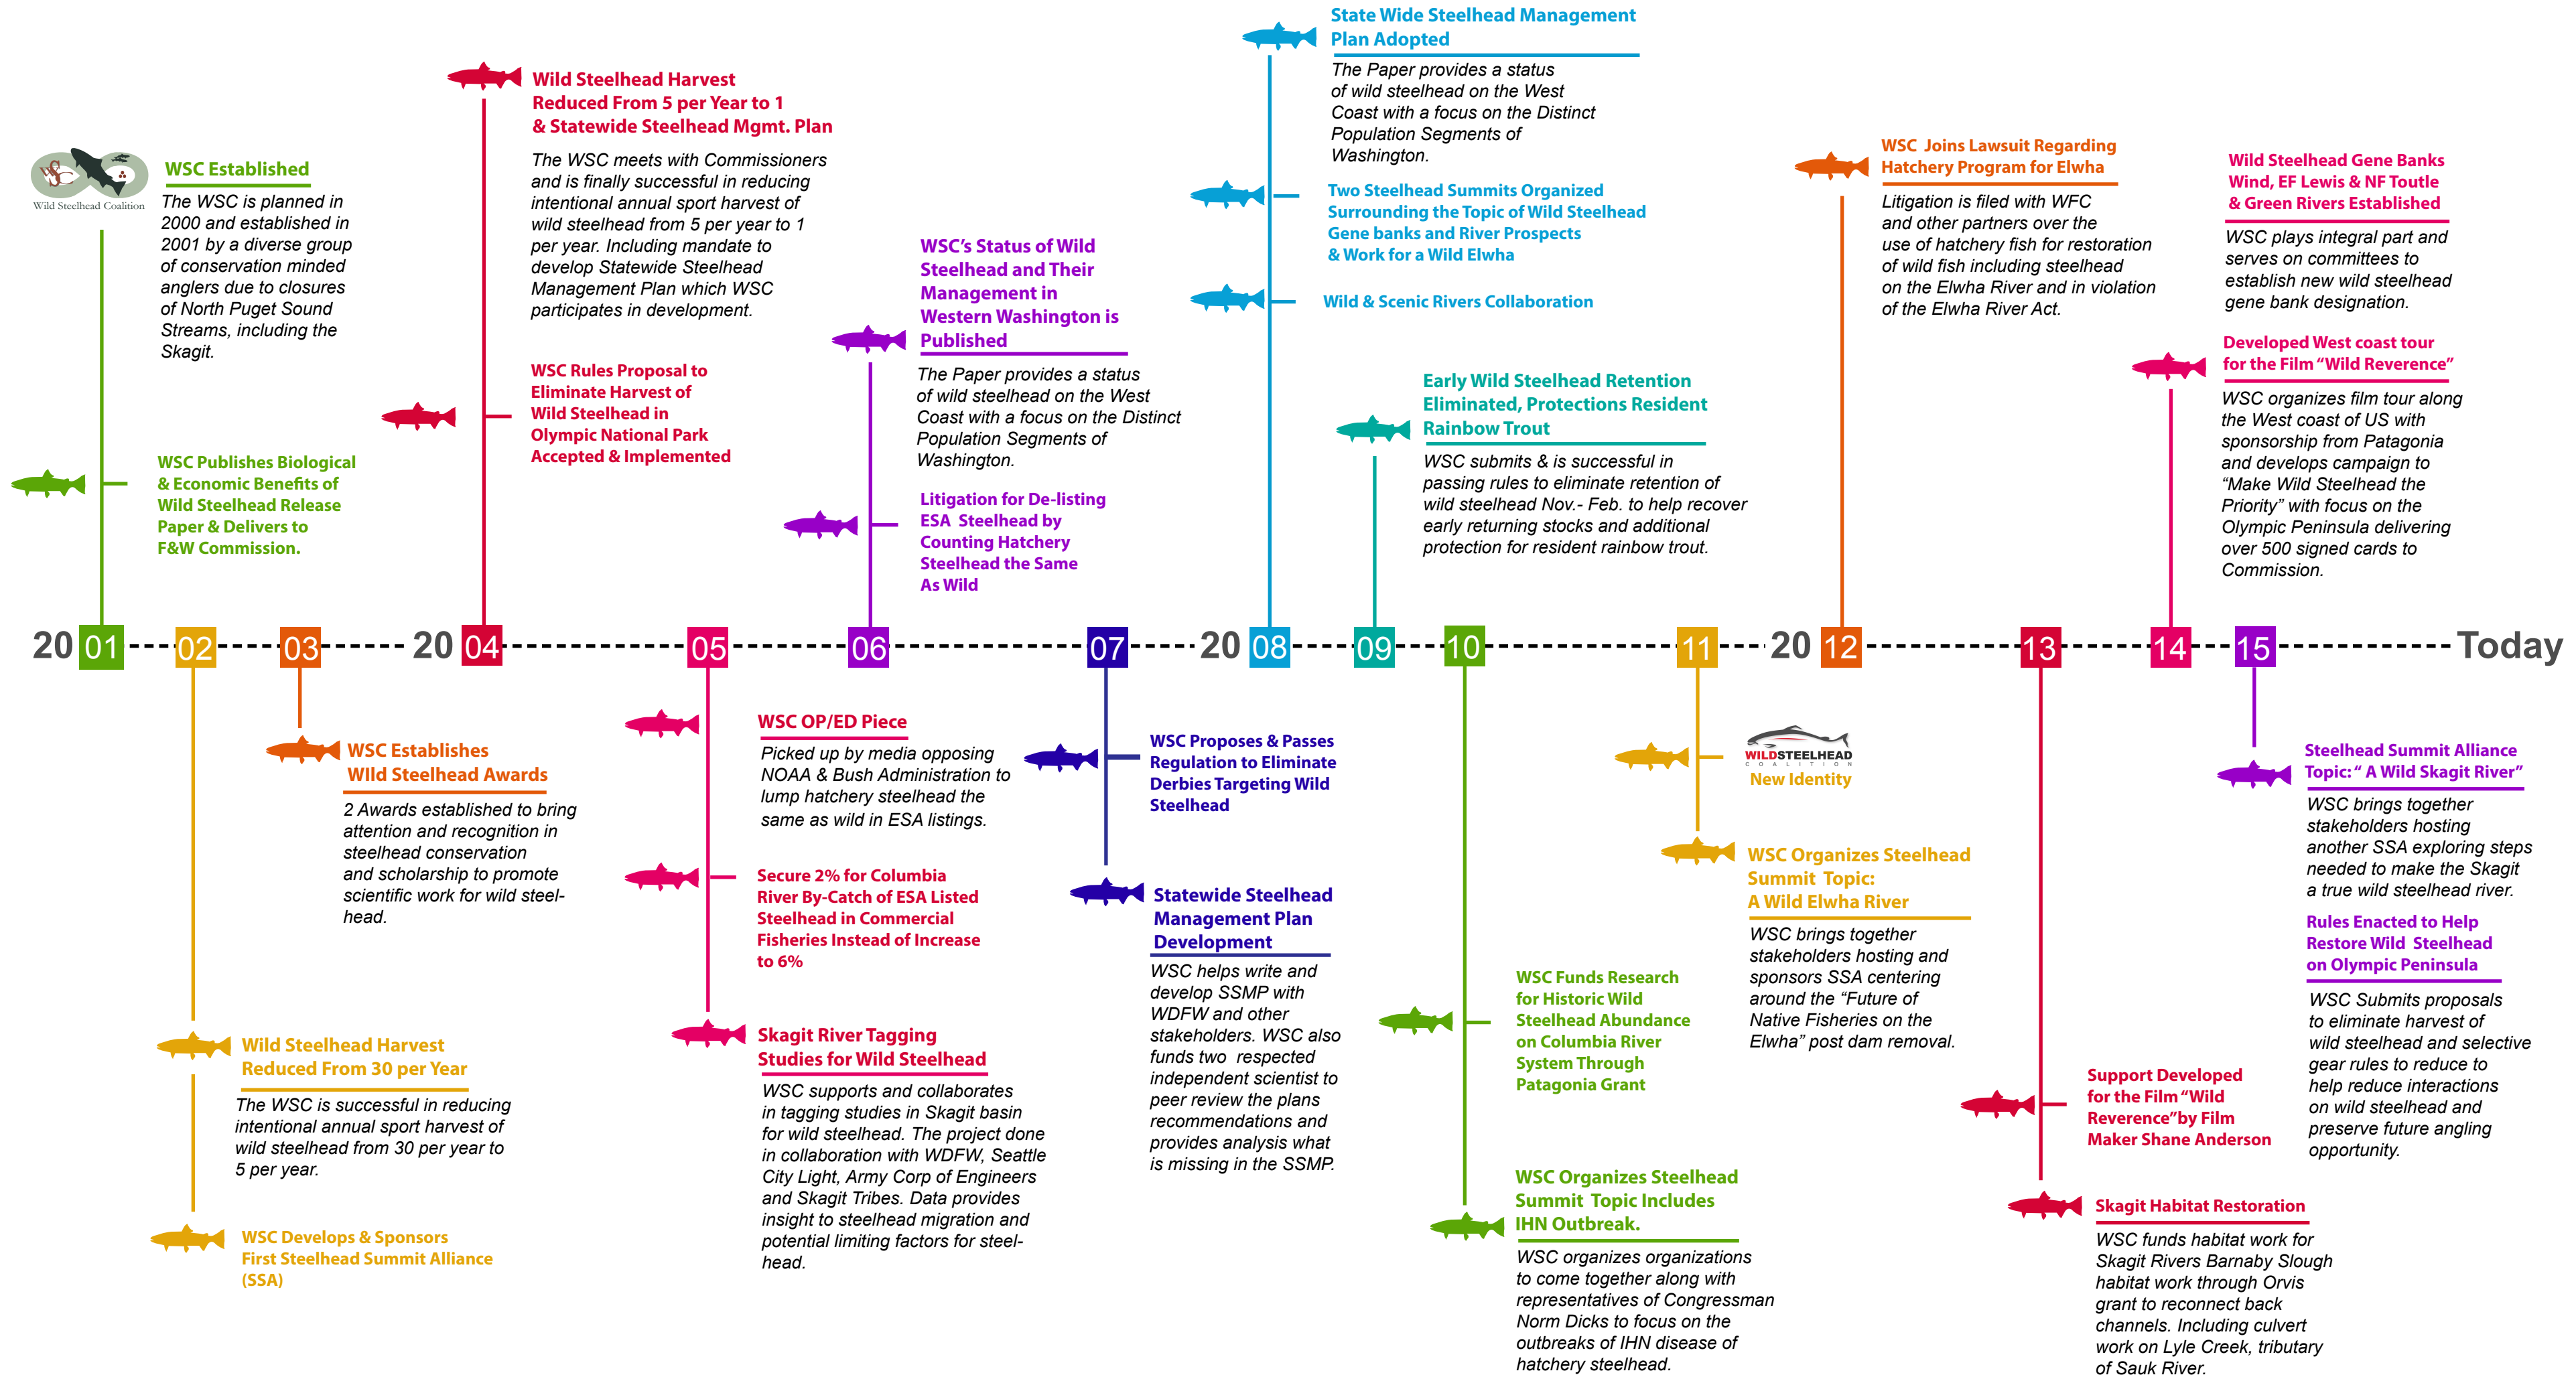 WSC
Wild Steelhead Coalition
WSC Established
The WSC is planned in
2000 and established in
2001 by a diverse group
of conservation minded
anglers due to closures
of North Puget Sound
Streams, including the
Skagit.
WSC Publishes Biological
& Economic Benefits of
Wild Steelhead Release
Paper & Delivers to
F&W Commission.
Wild Steelhead Harvest
Reduced From 5 per Year to 1
& Statewide Steelhead Mgmt. Plan
The WSC meets with Commissioners
and is finally successful in reducing
intentional annual sport harvest of
wild steelhead from 5 per year to 1
per year. Including mandate to
develop Statewide Steelhead
Management Plan which WSC
participates in development.
WSC Rules Proposal to
Eliminate Harvest of
Wild Steelhead in
Olympic National Park
Accepted & Implemented
WSC's Status of Wild
Steelhead and Their
Management in
Western Washington is
Published
The Paper provides a status
of wild steelhead on the West
Coast with a focus on the Distinct
Population Segments of
Washington.
Litigation for De-listing
ESA Steelhead by
Counting Hatchery
Steelhead the Same
As Wild
State Wide Steelhead Management
Plan Adopted
The Paper provides a status
of wild steelhead on the West
Coast with a focus on the Distinct
Population Segments of
Washington.
Two Steelhead Summits Organized
Surrounding the Topic of Wild Steelhead
Gene banks and River Prospects
& Work for a Wild Elwha
Wild & Scenic Rivers Collaboration
Early Wild Steelhead Retention
Eliminated, Protections Resident
Rainbow Trout
WSC submits & is successful in
passing rules to eliminate retention of
wild steelhead Nov.- Feb. to help recover
early returning stocks and additional
protection for resident rainbow trout.
WSC Joins Lawsuit Regarding
Hatchery Program for Elwha
Litigation is filed with WFC
and other partners over the
use of hatchery fish for restoration
of wild fish including steelhead
on the Elwha River and in violation
of the Elwha River Act.
Wild Steelhead Gene Banks
Wind, EF Lewis & NF Toutle
& Green Rivers Established
WSC plays integral part and
serves on committees to
establish new wild steelhead
gene bank designation.
Developed West coast tour
for the Film “Wild Reverence”
WSC organizes film tour along
the West coast of US with
sponsorship from Patagonia
and develops campaign to
“Make Wild Steelhead the
Priority” with focus on the
Olympic Peninsula delivering
over 500 signed cards to
Commission.
20 01 02 03 20 04 05 06 07 20 08 09 10 11 20 12 13 14 15 Today
Wild Steelhead Harvest
Reduced From 30 per Year
The WSC is successful in reducing
intentional annual sport harvest of
wild steelhead from 30 per year to
5 per year.
WSC Develops & Sponsors
First Steelhead Summit Alliance
(SSA)
WSC Establishes
WIld Steelhead Awards
2 Awards established to bring
attention and recognition in
steelhead conservation
and scholarship to promote
scientific work for wild steel-
head.
WSC OP/ED Piece
Picked up by media opposing
NOAA & Bush Administration to
lump hatchery steelhead the
same as wild in ESA listings.
Secure 2% for Columbia
River By-Catch of ESA Listed
Steelhead in Commercial
Fisheries Instead of Increase
to 6%
Skagit River Tagging
Studies for Wild Steelhead
WSC supports and collaborates
in tagging studies in Skagit basin
for wild steelhead. The project done
in collaboration with WDFW, Seattle
City Light, Army Corp of Engineers
and Skagit Tribes. Data provides
insight to steelhead migration and
potential limiting factors for steel-
head.
WSC Proposes & Passes
Regulation to Eliminate
Derbies Targeting Wild
Steelhead
Statewide Steelhead
Management Plan
Development
WSC helps write and
develop SSMP with
WDFW and other
stakeholders. WSC also
funds two respected
independent scientist to
peer review the plans
recommendations and
provides analysis what
is missing in the SSMP.
WSC Funds Research
for Historic Wild
Steelhead Abundance
on Columbia River
System Through
Patagonia Grant
WSC Organizes Steelhead
Summit Topic Includes
IHN Outbreak.
WSC organizes organizations
to come together along with
representatives of Congressman
Norm Dicks to focus on the
outbreaks of IHN disease of
hatchery steelhead.
WILDSTEELHEAD
COALITION
New Identity
WSC Organizes Steelhead
Summit Topic:
A Wild Elwha River
WSC brings together
stakeholders hosting and
sponsors SSA centering
around the “Future of
Native Fisheries on the
Elwha” post dam removal.
Support Developed
for the Film “Wild
Reverence”by Film
Maker Shane Anderson
Skagit Habitat Restoration
WSC funds habitat work for
Skagit Rivers Barnaby Slough
habitat work through Orvis
grant to reconnect back
channels. Including culvert
work on Lyle Creek, tributary
of Sauk River.
Steelhead Summit Alliance
Topic: “ A Wild Skagit River”
WSC brings together
stakeholders hosting
another SSA exploring steps
needed to make the Skagit
a true wild steelhead river.
Rules Enacted to Help
Restore Wild Steelhead
on Olympic Peninsula
WSC Submits proposals
to eliminate harvest of
wild steelhead and selective
gear rules to reduce to
help reduce interactions
on wild steelhead and
preserve future angling
opportunity.